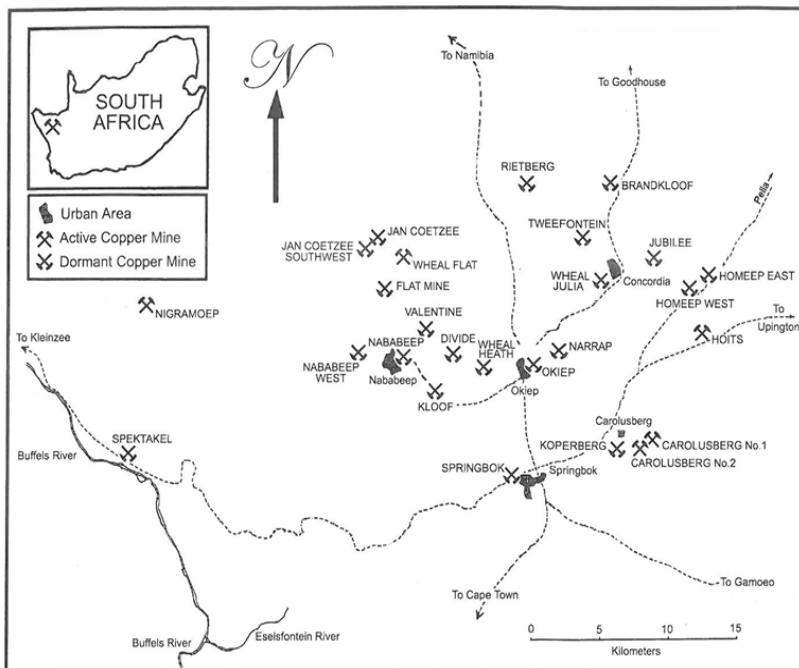 N
SOUTH
AFRICA
Urban Area
Active Copper Mine
Dormant Copper Mine
To Namibia
To Goodhouse
RIETBERG
BRANDKLOOF
Pella
TWEEFONTEIN
JAN COETZEE
JAN COETZEE
SOUTHWEST
WHEAL FLAT
JUBILEE
WHEAL
JULIA
Concordia
HOMEEP EAST
HOMEEP WEST
FLAT MINE
NIGRAMOEP
To
Upington
VALENTINE
To Kleinzee
NABABEEP
DIVIDE
WHEAL
HEATH
NARRAP
HOITS
NABABEEP
WEST
Nababeep
OKIEP
Okiep
KLOOF
Carolusberg
SPEKTAKEL
KOPERBERG
CAROLUSBERG No.1
CAROLUSBERG No.2
Buffels River
SPRINGBOK
Springbok
To Cape Town
To Gamoeo
Buffels River
Eselsfontein River
0
5
10
15
Kilometers